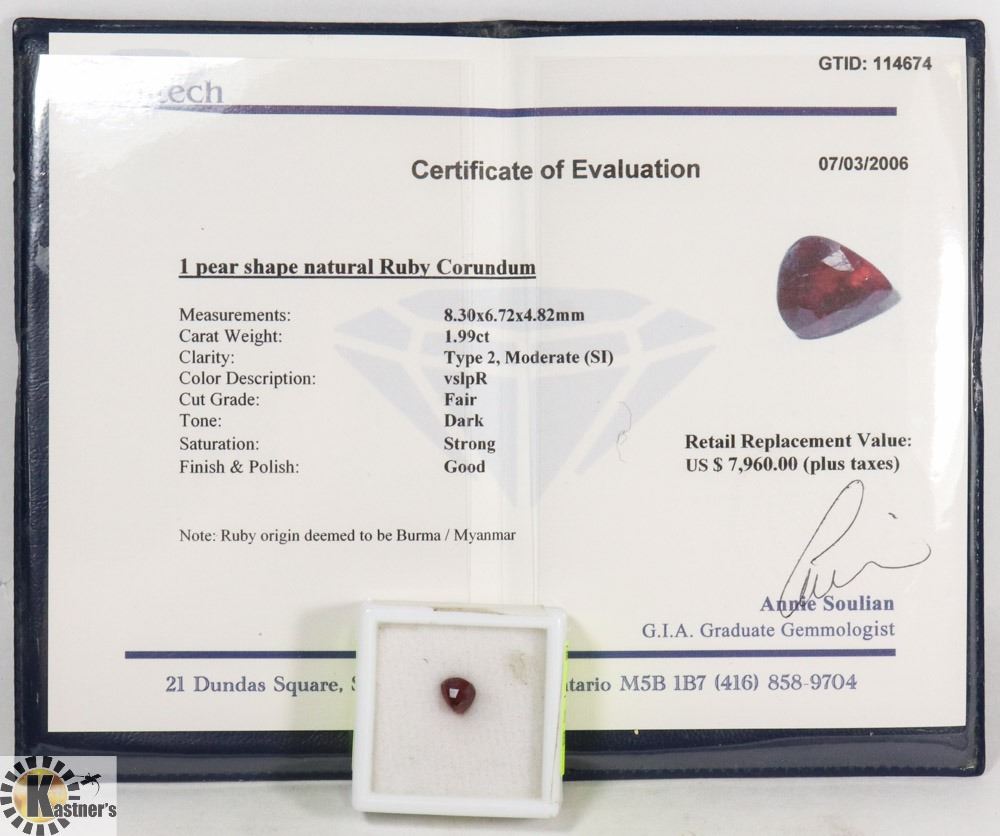 GTID: 114674
07/03/2006
Certificate of Evaluation
1 pear shape natural Ruby Corundum
Measurements: 8.30x6.72x4.82mm
Carat Weight: 1.99ct
Clarity: Type 2, Moderate (SI)
Color Description: vslpR
Cut Grade: Fair
Tone: Dark
Saturation: Strong
Finish & Polish: Good
Retail Replacement Value:
US $ 7,960.00 (plus taxes)
Note: Ruby origin deemed to be Burma / Myanmar
Annie Soulian
G.I.A. Graduate Gemmologist
21 Dundas Square, M5B 1B7 (416) 858-9704
Kastner's